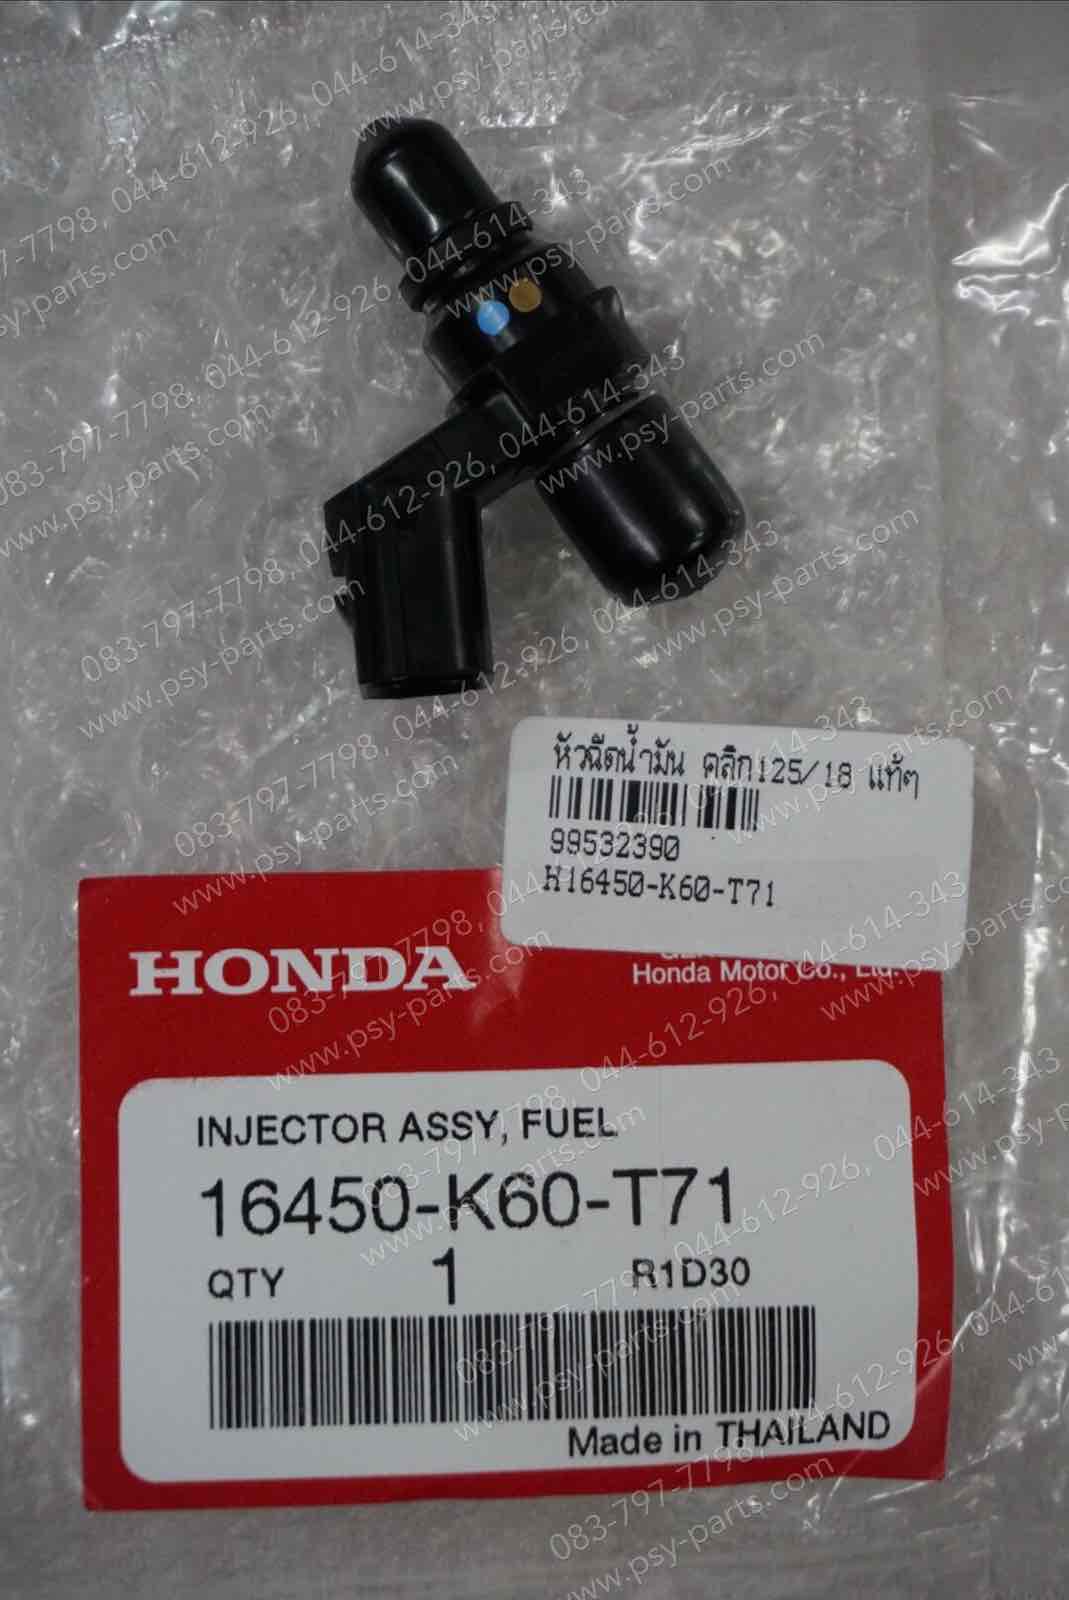 หัวฉีดน้ำมัน คลิก125/18 แท้ๆ
99532390
H16450-K60-T71
HONDA
Honda Motor Co., Ltd.
INJECTOR ASSY, FUEL
16450-K60-T71
QTY 1 R1D30
Made in THAILAND
083-797-7798, 044-612-926, 044-614-343
www.psy-parts.com